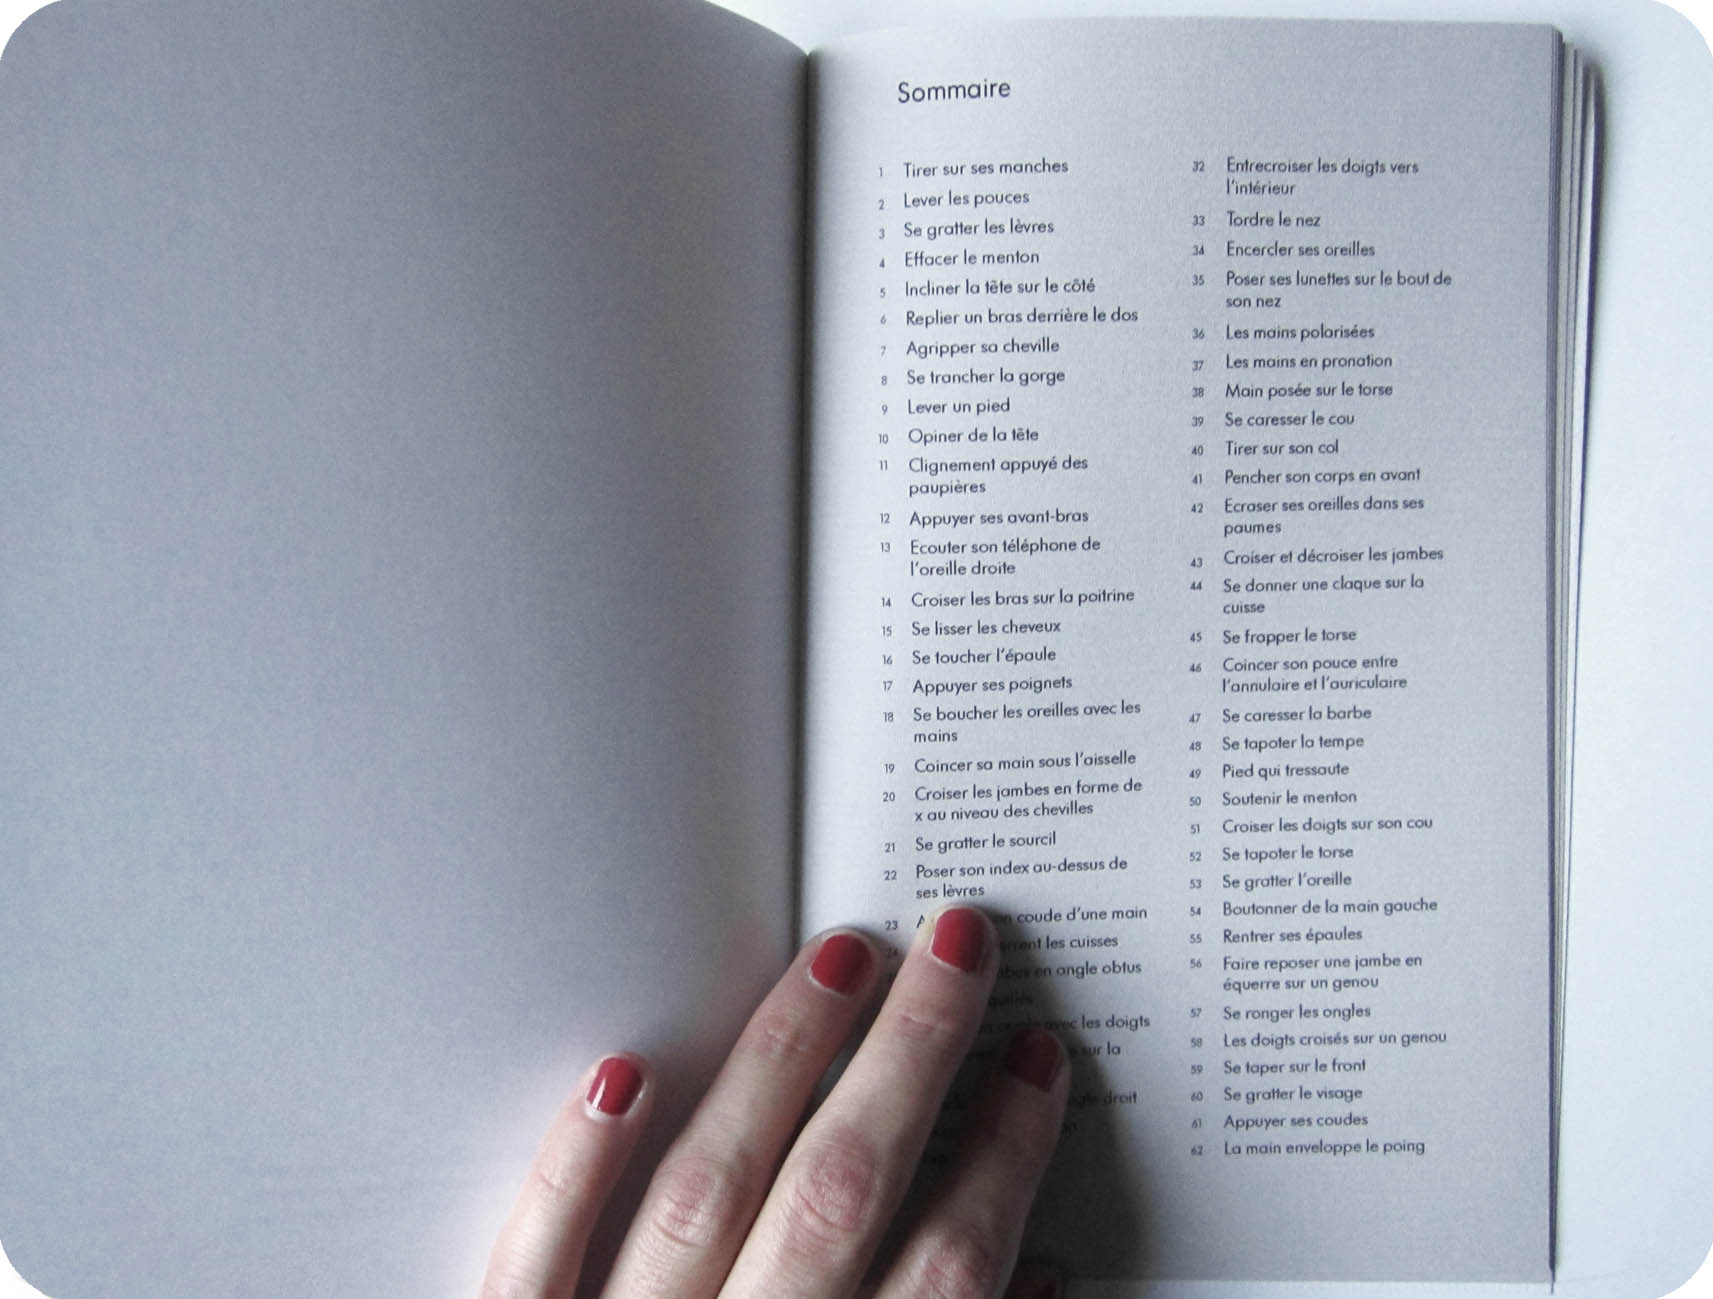 Sommaire
1 Tirer sur ses manches
2 Lever les pouces
3 Se gratter les lèvres
4 Effacer le menton
5 Incliner la tête sur le côté
6 Replier un bras derrière le dos
7 Agripper sa cheville
8 Se trancher la gorge
9 Lever un pied
10 Opiner de la tête
11 Clignement appuyé des
paupières
12 Appuyer ses avant-bras
13 Ecouter son téléphone de
l'oreille droite
14 Croiser les bras sur la poitrine
15 Se lisser les cheveux
16 Se toucher l'épaule
17 Appuyer ses poignets
18 Se boucher les oreilles avec les
mains
19 Coincer sa main sous l'aisselle
20 Croiser les jambes en forme de
x au niveau des chevilles
21 Se gratter le sourcil
22 Poser son index au-dessus de
ses lèvres
23 coude d'une main
24 les cuisses
en angle obtus
avec les doigts
sur la
droit
32 Entrecroiser les doigts vers
l'intérieur
33 Tordre le nez
34 Encercler ses oreilles
35 Poser ses lunettes sur le bout de
son nez
36 Les mains polarisées
37 Les mains en pronation
38 Main posée sur le torse
39 Se caresser le cou
40 Tirer sur son col
41 Pencher son corps en avant
42 Ecraser ses oreilles dans ses
paumes
43 Croiser et décroiser les jambes
44 Se donner une claque sur la
cuisse
45 Se frapper le torse
46 Coincer son pouce entre
l'annulaire et l'auriculaire
47 Se caresser la barbe
48 Se tapoter la tempe
49 Pied qui tressaute
50 Soutenir le menton
51 Croiser les doigts sur son cou
52 Se tapoter le torse
53 Se gratter l'oreille
54 Boutonner de la main gauche
55 Rentrer ses épaules
56 Faire reposer une jambe en
équerre sur un genou
57 Se ronger les ongles
58 Les doigts croisés sur un genou
59 Se taper sur le front
60 Se gratter le visage
61 Appuyer ses coudes
62 La main enveloppe le poing